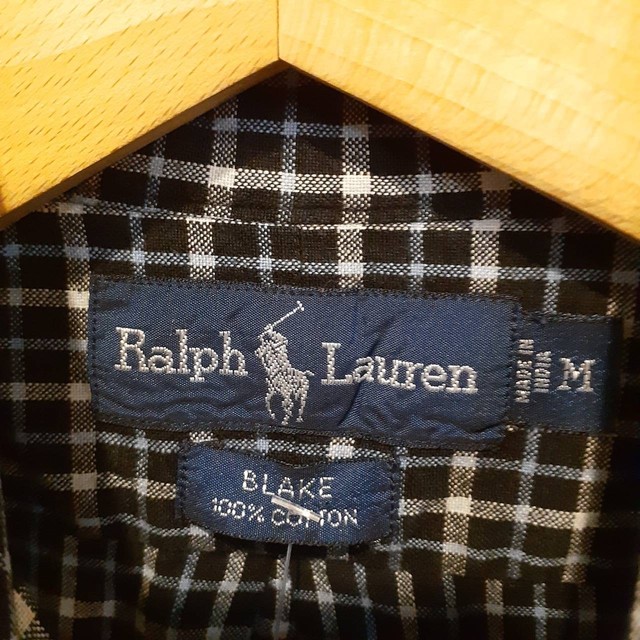 Ralph Lauren
MADE IN
INDIA
M
BLAKE
100% COTTON